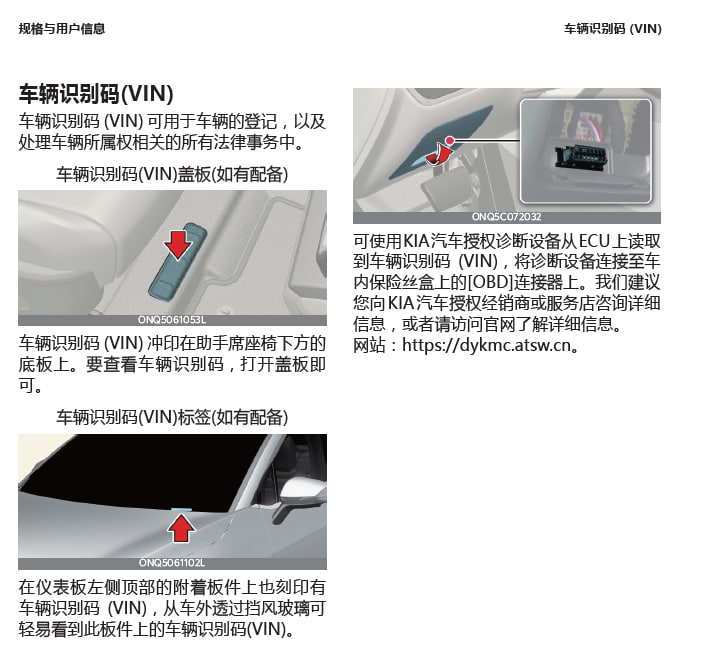 规格与用户信息
车辆识别码 (VIN)
车辆识别码(VIN)
车辆识别码 (VIN) 可用于车辆的登记，以及
处理车辆所属权相关的所有法律事务中。
车辆识别码(VIN)盖板(如有配备)
ONQ5061053L
车辆识别码 (VIN) 冲印在助手席座椅下方的
底板上。要查看车辆识别码，打开盖板即
可。
车辆识别码(VIN)标签(如有配备)
ONQ5061102L
在仪表板左侧顶部的附着板件上也刻印有
车辆识别码 (VIN)，从车外透过挡风玻璃可
轻易看到此板件上的车辆识别码(VIN)。
ONQ5C072032
可使用KIA汽车授权诊断设备从ECU上读取
到车辆识别码 (VIN)，将诊断设备连接至车
内保险丝盒上的[OBD]连接器上。我们建议
您向KIA汽车授权经销商或服务店咨询详细
信息，或者请访问官网了解详细信息。
网站：https://dykmc.atsw.cn。